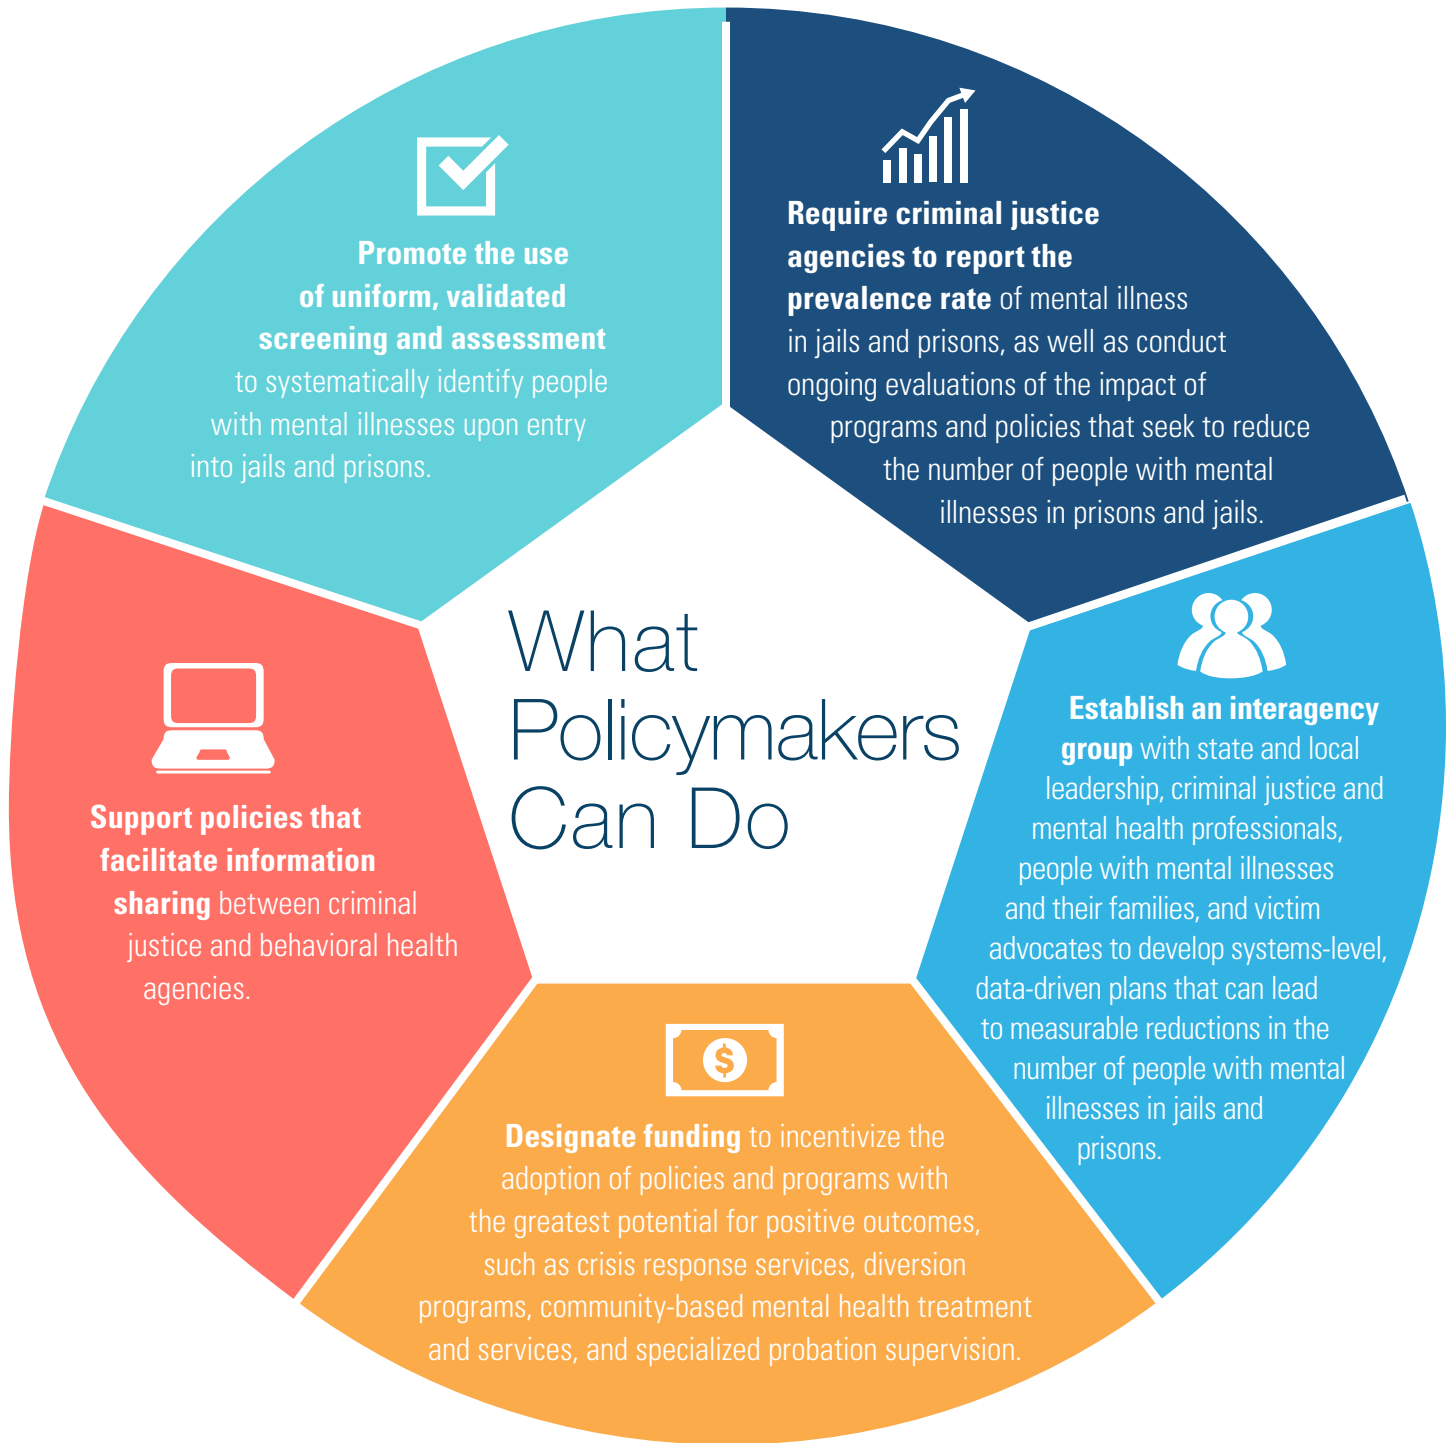 What
Policymakers
Can Do
Require criminal justice
agencies to report the
prevalence rate of mental illness
in jails and prisons, as well as conduct
ongoing evaluations of the impact of
programs and policies that seek to reduce
the number of people with mental
illnesses in prisons and jails.
Establish an interagency
group with state and local
leadership, criminal justice and
mental health professionals,
people with mental illnesses
and their families, and victim
advocates to develop systems-level,
data-driven plans that can lead
to measurable reductions in the
number of people with mental
illnesses in jails and
prisons.
$
Designate funding to incentivize the
adoption of policies and programs with
the greatest potential for positive outcomes,
such as crisis response services, diversion
programs, community-based mental health treatment
and services, and specialized probation supervision.
Support policies that
facilitate information
sharing between criminal
justice and behavioral health
agencies.
Promote the use
of uniform, validated
screening and assessment
to systematically identify people
with mental illnesses upon entry
into jails and prisons.